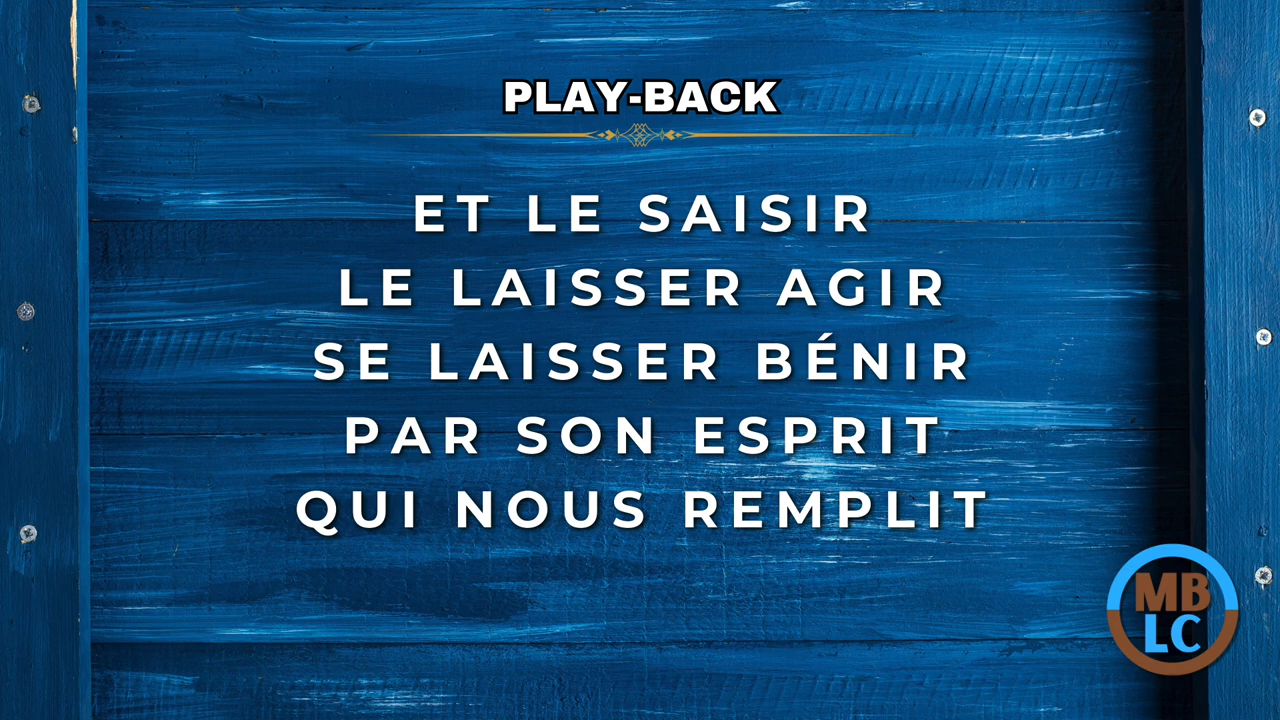 PLAY-BACK
ET LE SAISIR
LE LAISSER AGIR
SE LAISSER BÉNIR
PAR SON ESPRIT
QUI NOUS REMPLIT
MB
LC